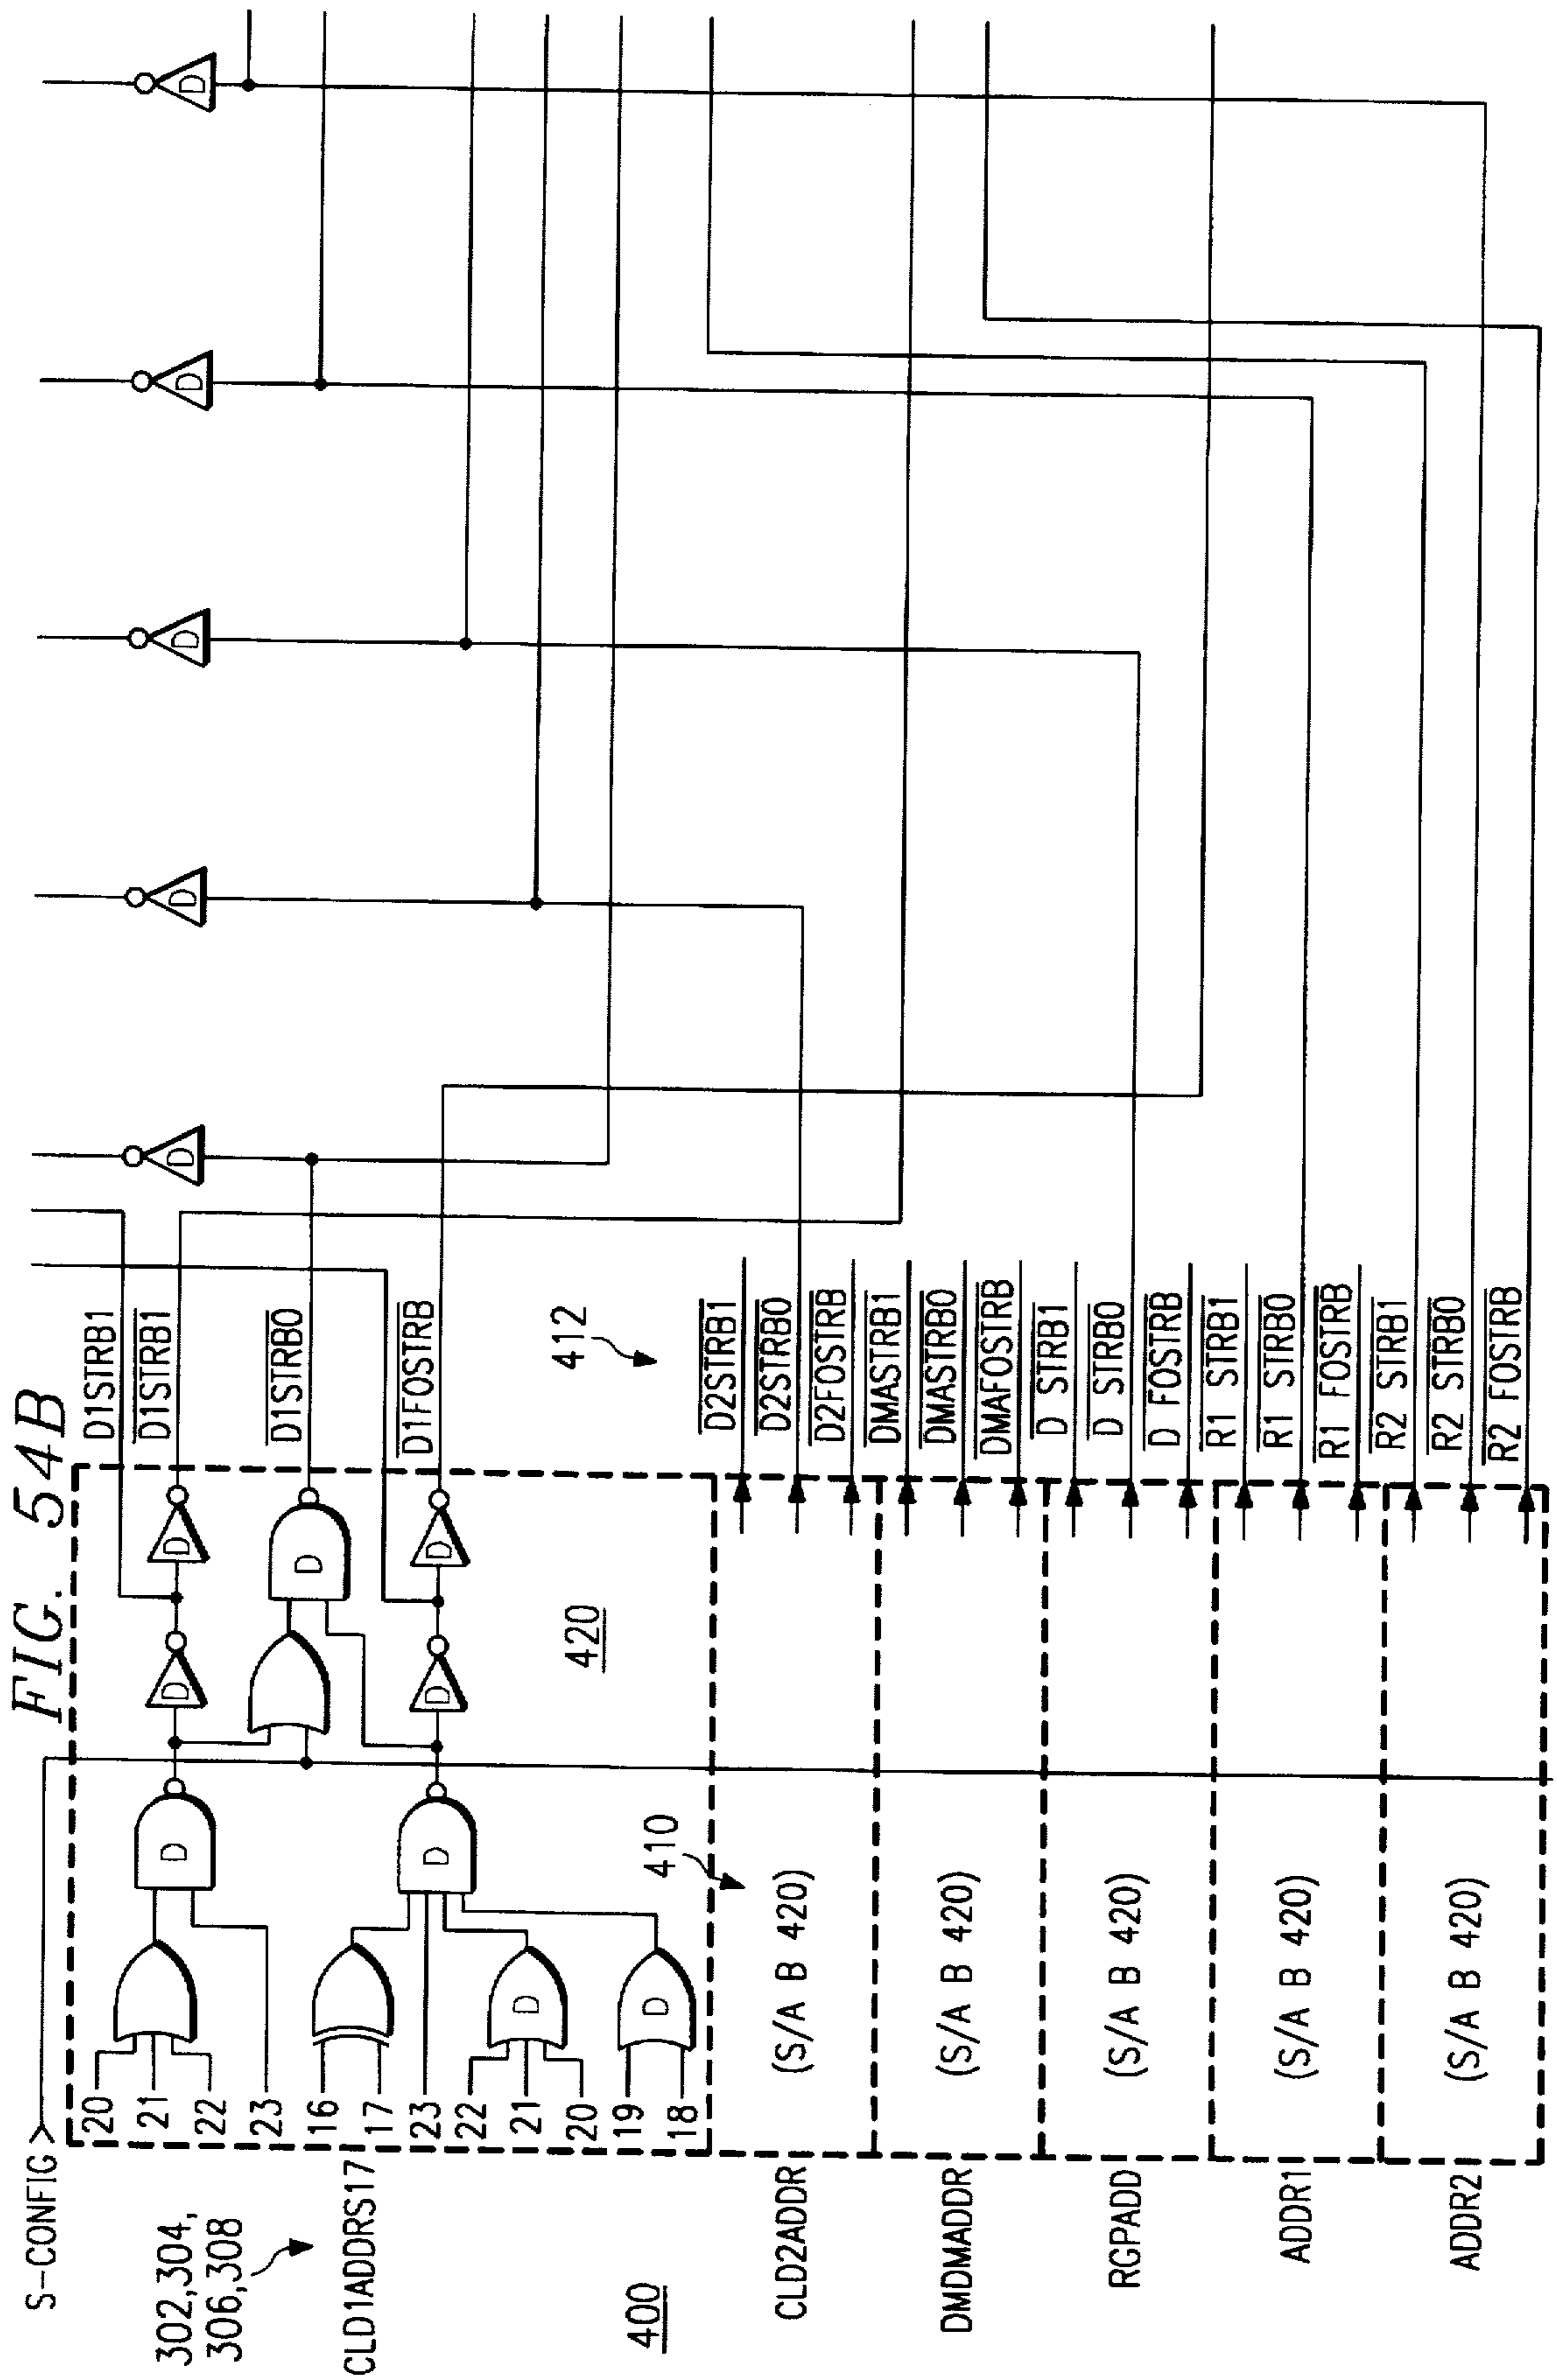 FIG. 54B
S-CONFIG
302,304,
306,308
CLD1ADDRS17
400
20
21
22
23
16
17
23
22
21
20
19
18
D
D
D
D
D
D
D
D
D
420
D1STRB1
D1STRB1
D1STRB0
D1FOSTRB
D
D
D
D
D
410
412
CLD2ADDR
(S/A B 420)
D2STRB1
D2STRB0
D2FOSTRB
DMDMADDR
(S/A B 420)
DMASTRB1
DMASTRB0
DMAFOSTRB
RGPADD
(S/A B 420)
D STRB1
D STRB0
D FOSTRB
ADDR1
(S/A B 420)
R1 STRB1
R1 STRB0
R1 FOSTRB
ADDR2
(S/A B 420)
R2 STRB1
R2 STRB0
R2 FOSTRB